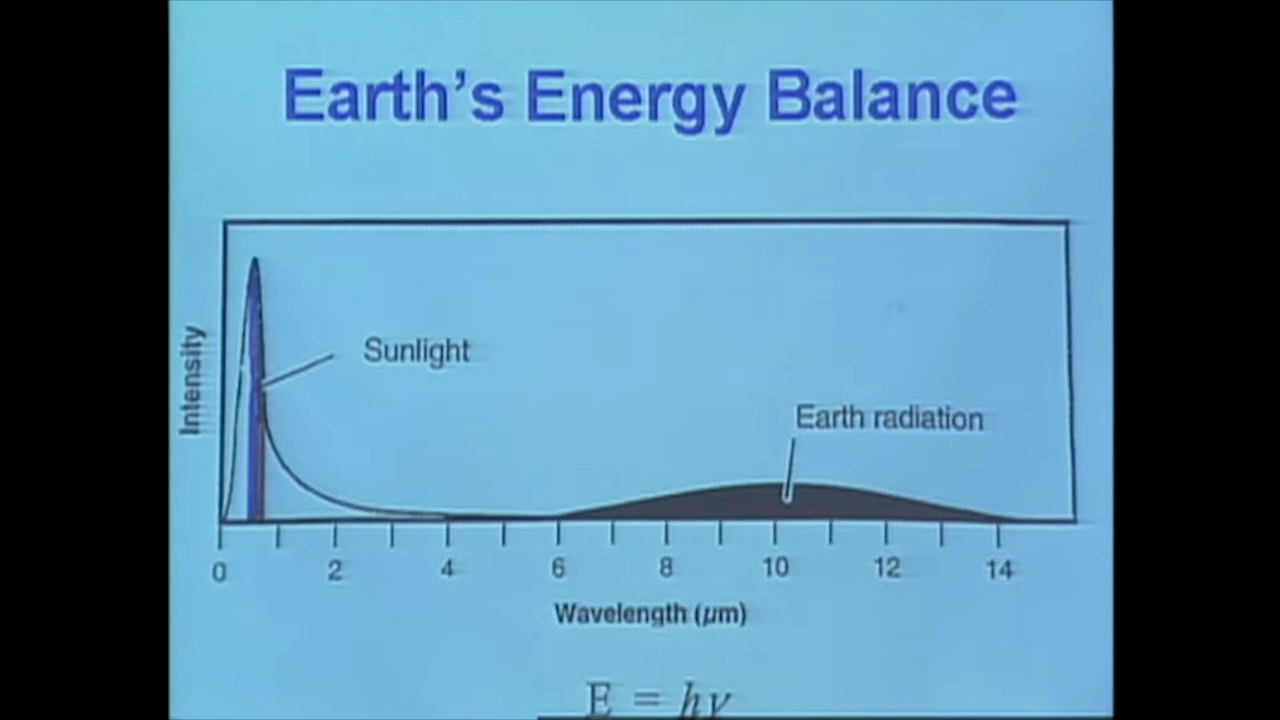 Earth's Energy Balance
Intensity
Sunlight
Earth radiation
0 2 4 6 8 10 12 14
Wavelength (μm)
E = hν